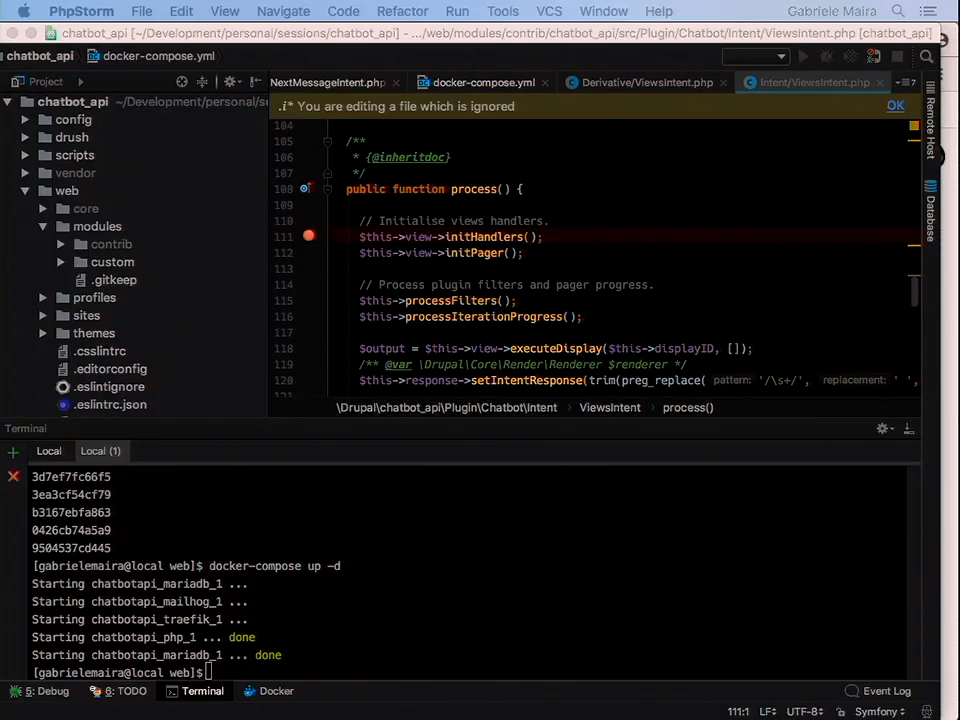 PhpStorm File Edit View Navigate Code Refactor Run Tools VCS Window Help Gabriele Maira
chatbot_api [~/Development/personal/sessions/chatbot_api] - .../web/modules/contrib/chatbot_api/src/Plugin/Chatbot/Intent/ViewsIntent.php [chatbot_api]
chatbot_api docker-compose.yml
Project NextMessageIntent.php docker-compose.yml Derivative/ViewsIntent.php Intent/ViewsIntent.php 7
chatbot_api ~/Development/personal/se
.i* You are editing a file which is ignored OK
config
drush
scripts
vendor
web
core
modules
contrib
custom
.gitkeep
profiles
sites
themes
.csslintrc
.editorconfig
.eslintignore
.eslintrc.json
104
105 /**
106 * {@inheritdoc}
107 */
108 public function process() {
109
110 // Initialise views handlers.
111 $this->view->initHandlers();
112 $this->view->initPager();
113
114 // Process plugin filters and pager progress.
115 $this->processFilters();
116 $this->processIterationProgress();
117
118 $output = $this->view->executeDisplay($this->displayID, []);
119 /** @var \Drupal\Core\Render\Renderer $renderer */
120 $this->response->setIntentResponse(trim(preg_replace( pattern: '/\s+/', replacement: ' ',
\Drupal\chatbot_api\Plugin\Chatbot\Intent ViewsIntent process()
Remote Host
Database
Terminal
Local Local (1)
3d7ef7fc66f5
3ea3cf54cf79
b3167ebfa863
0426cb74a5a9
9504537cd445
[gabrielemaira@local web]$ docker-compose up -d
Starting chatbotapi_mariadb_1 ...
Starting chatbotapi_mailhog_1 ...
Starting chatbotapi_traefik_1 ...
Starting chatbotapi_php_1 ... done
Starting chatbotapi_mariadb_1 ... done
[gabrielemaira@local web]$
5: Debug 6: TODO Terminal Docker Event Log
111:1 LF UTF-8 Symfony